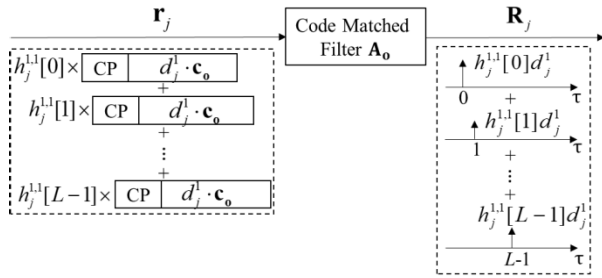 𝐫_j
Code Matched
Filter 𝐀_𝐨
𝐑_j
h_j^{1,1}[0]× CP d_j^1 · 𝐜_𝐨
+
h_j^{1,1}[1]× CP d_j^1 · 𝐜_𝐨
+
⋮
+
h_j^{1,1}[L−1]× CP d_j^1 · 𝐜_𝐨
h_j^{1,1}[0]d_j^1
0 τ
+
h_j^{1,1}[1]d_j^1
1 τ
+
⋮
+
h_j^{1,1}[L−1]d_j^1
L-1 τ